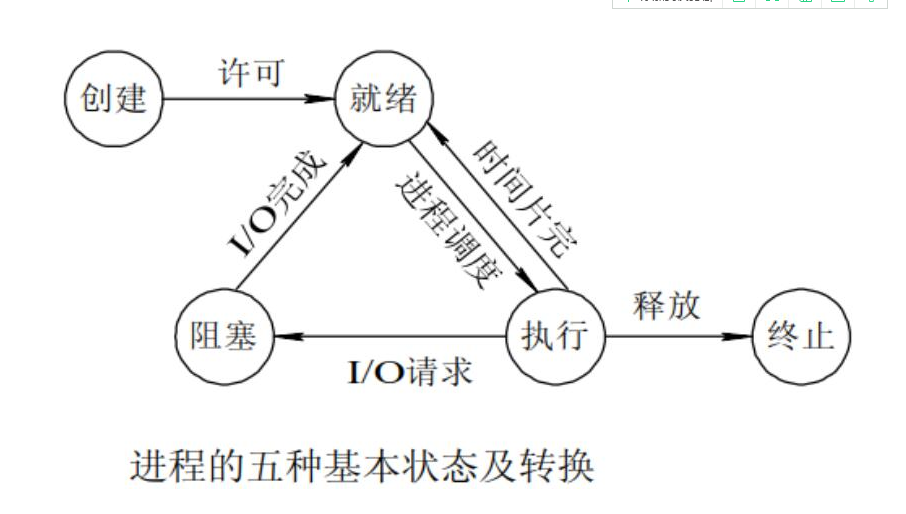 许可
创建
就绪
I/O完成
进程调度
时间片完
释放
阻塞
执行
终止
I/O请求
进程的五种基本状态及转换